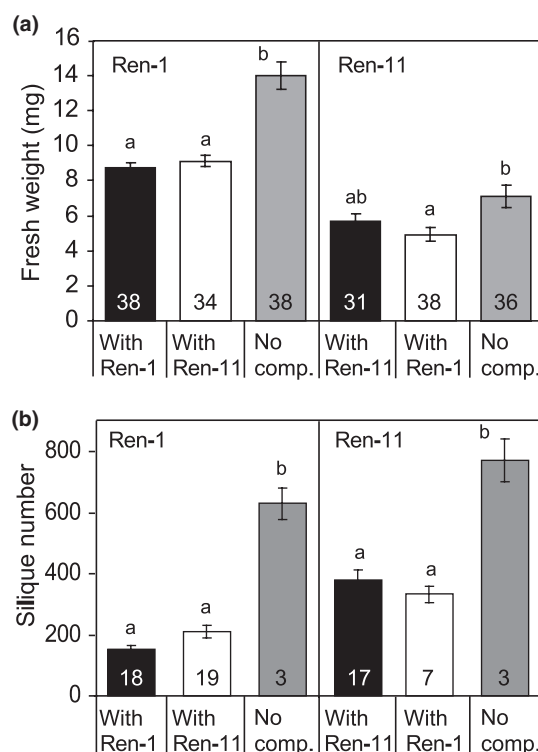 (a)
Fresh weight (mg)
16
14
12
10
8
6
4
2
0
Ren-1
Ren-11
a
a
b
ab
a
b
38
34
38
31
38
36
With Ren-1
With Ren-11
No comp.
With Ren-11
With Ren-1
No comp.
(b)
Silique number
800
600
400
200
0
Ren-1
Ren-11
a
a
b
a
a
b
18
19
3
17
7
3
With Ren-1
With Ren-11
No comp.
With Ren-11
With Ren-1
No comp.